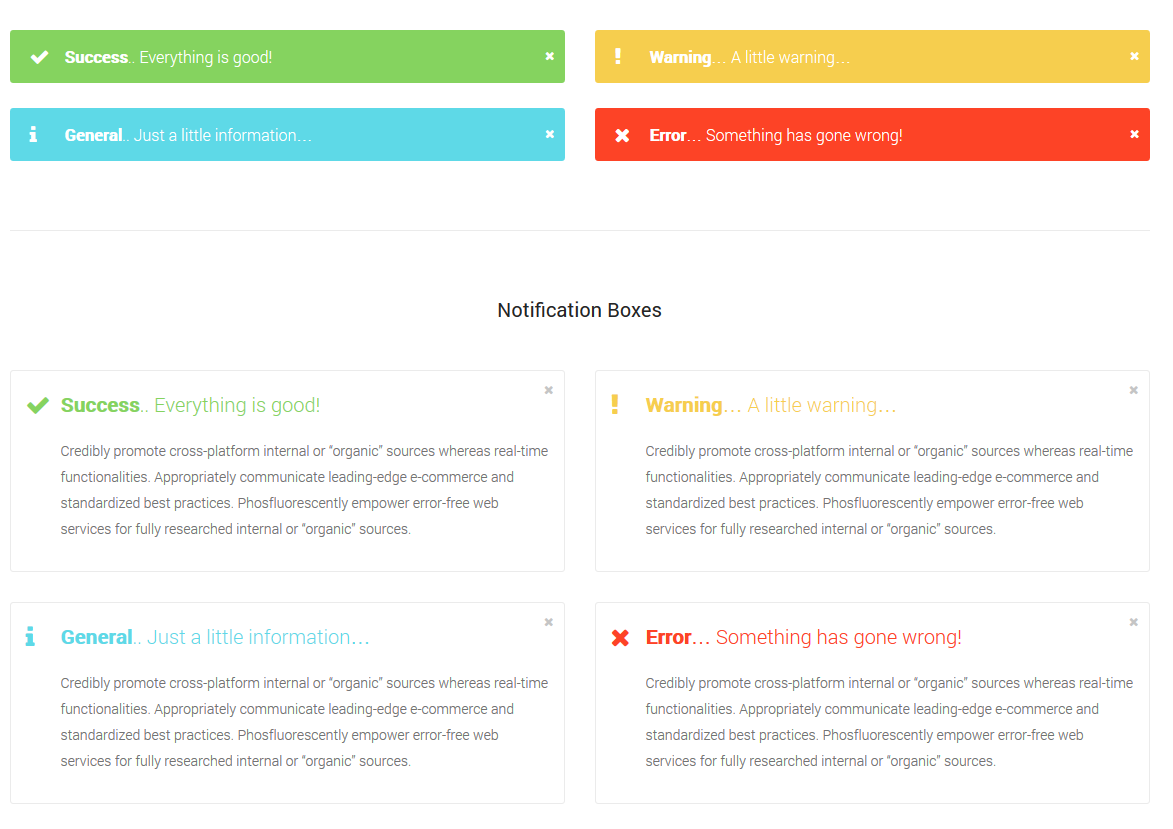 Success.. Everything is good!
Warning... A little warning...
General.. Just a little information...
Error... Something has gone wrong!
Notification Boxes
Success.. Everything is good!
Credibly promote cross-platform internal or “organic” sources whereas real-time
functionalities. Appropriately communicate leading-edge e-commerce and
standardized best practices. Phosfluorescently empower error-free web
services for fully researched internal or “organic” sources.
Warning... A little warning...
Credibly promote cross-platform internal or “organic” sources whereas real-time
functionalities. Appropriately communicate leading-edge e-commerce and
standardized best practices. Phosfluorescently empower error-free web
services for fully researched internal or “organic” sources.
General.. Just a little information...
Credibly promote cross-platform internal or “organic” sources whereas real-time
functionalities. Appropriately communicate leading-edge e-commerce and
standardized best practices. Phosfluorescently empower error-free web
services for fully researched internal or “organic” sources.
Error... Something has gone wrong!
Credibly promote cross-platform internal or “organic” sources whereas real-time
functionalities. Appropriately communicate leading-edge e-commerce and
standardized best practices. Phosfluorescently empower error-free web
services for fully researched internal or “organic” sources.